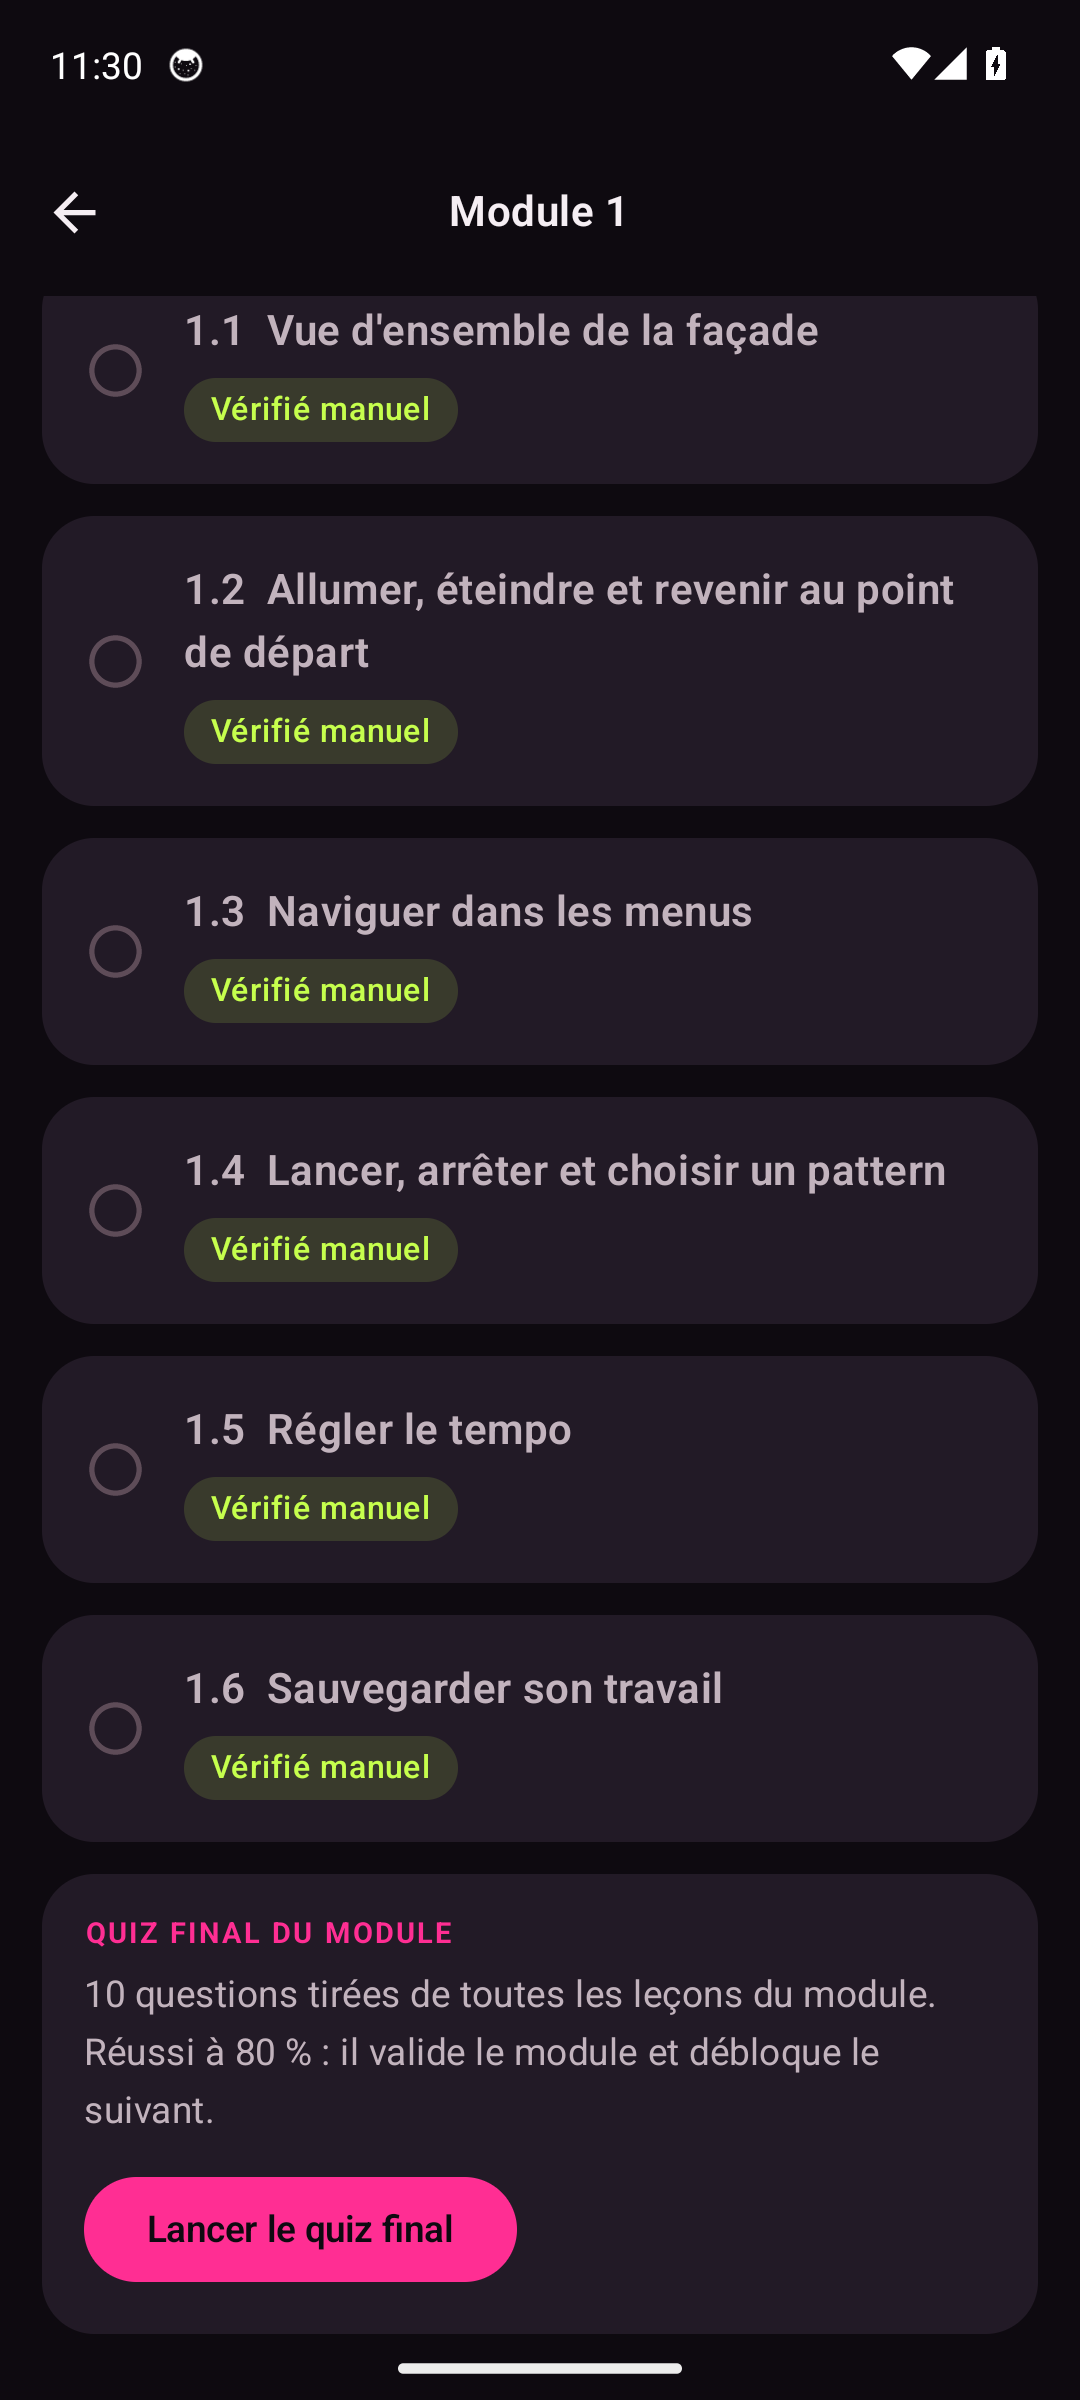 11:30
Module 1
1.1 Vue d'ensemble de la façade
Vérifié manuel
1.2 Allumer, éteindre et revenir au point
de départ
Vérifié manuel
1.3 Naviguer dans les menus
Vérifié manuel
1.4 Lancer, arrêter et choisir un pattern
Vérifié manuel
1.5 Régler le tempo
Vérifié manuel
1.6 Sauvegarder son travail
Vérifié manuel
QUIZ FINAL DU MODULE
10 questions tirées de toutes les leçons du module.
Réussi à 80 % : il valide le module et débloque le
suivant.
Lancer le quiz final